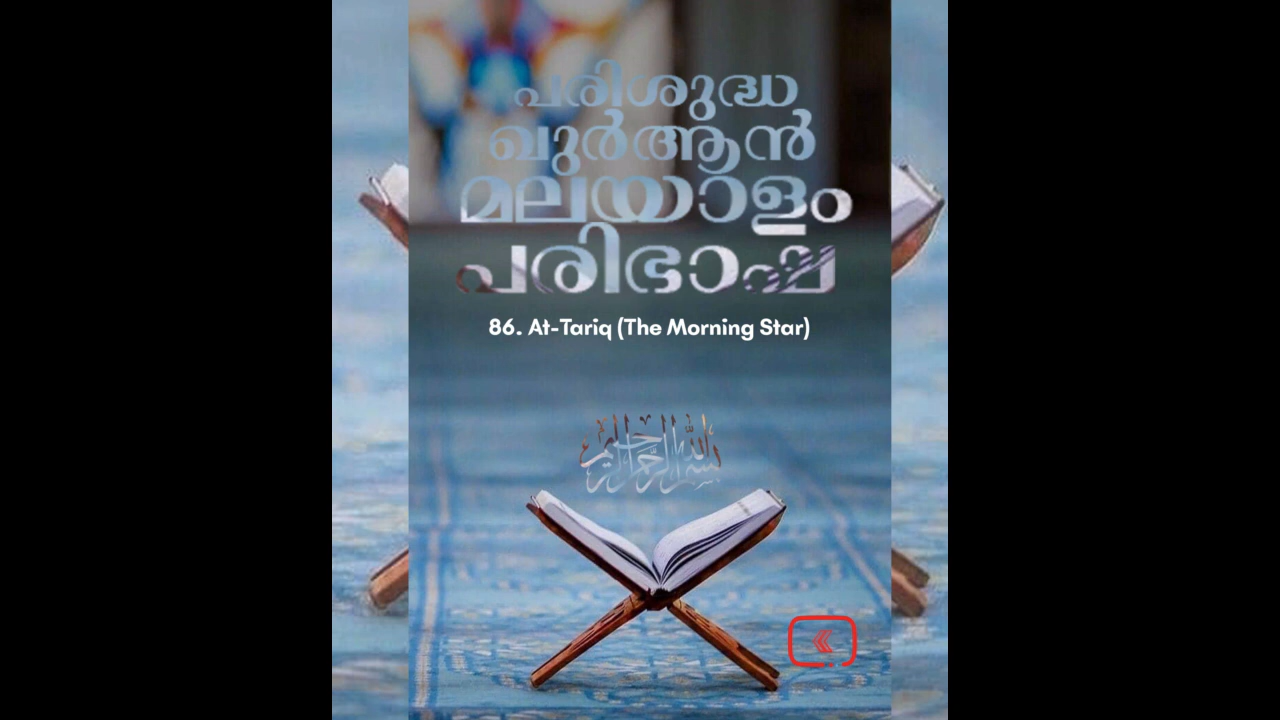 പരിശുദ്ധ
ഖുർആൻ
മലയാളം
പരിഭാഷ
86. At-Tariq (The Morning Star)
بسم الله الرحمن الرحيم